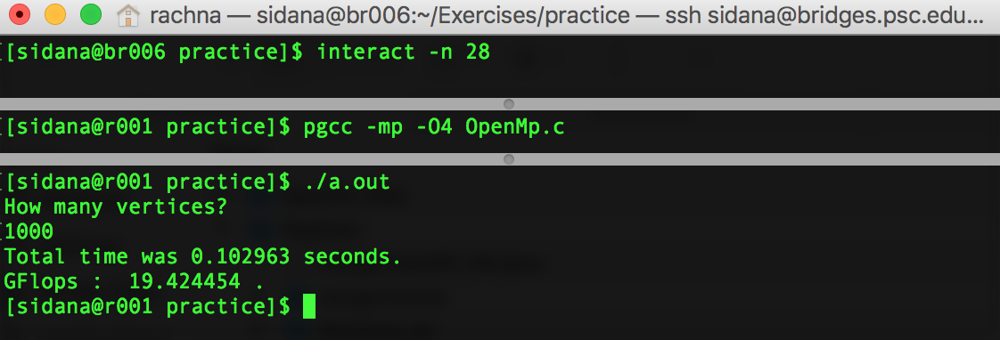 rachna — sidana@br006:~/Exercises/practice — ssh sidana@bridges.psc.edu...
[[sidana@br006 practice]$ interact -n 28
[[sidana@r001 practice]$ pgcc -mp -O4 OpenMp.c
[[sidana@r001 practice]$ ./a.out
How many vertices?
[1000
Total time was 0.102963 seconds.
GFlops :  19.424454 .
[sidana@r001 practice]$